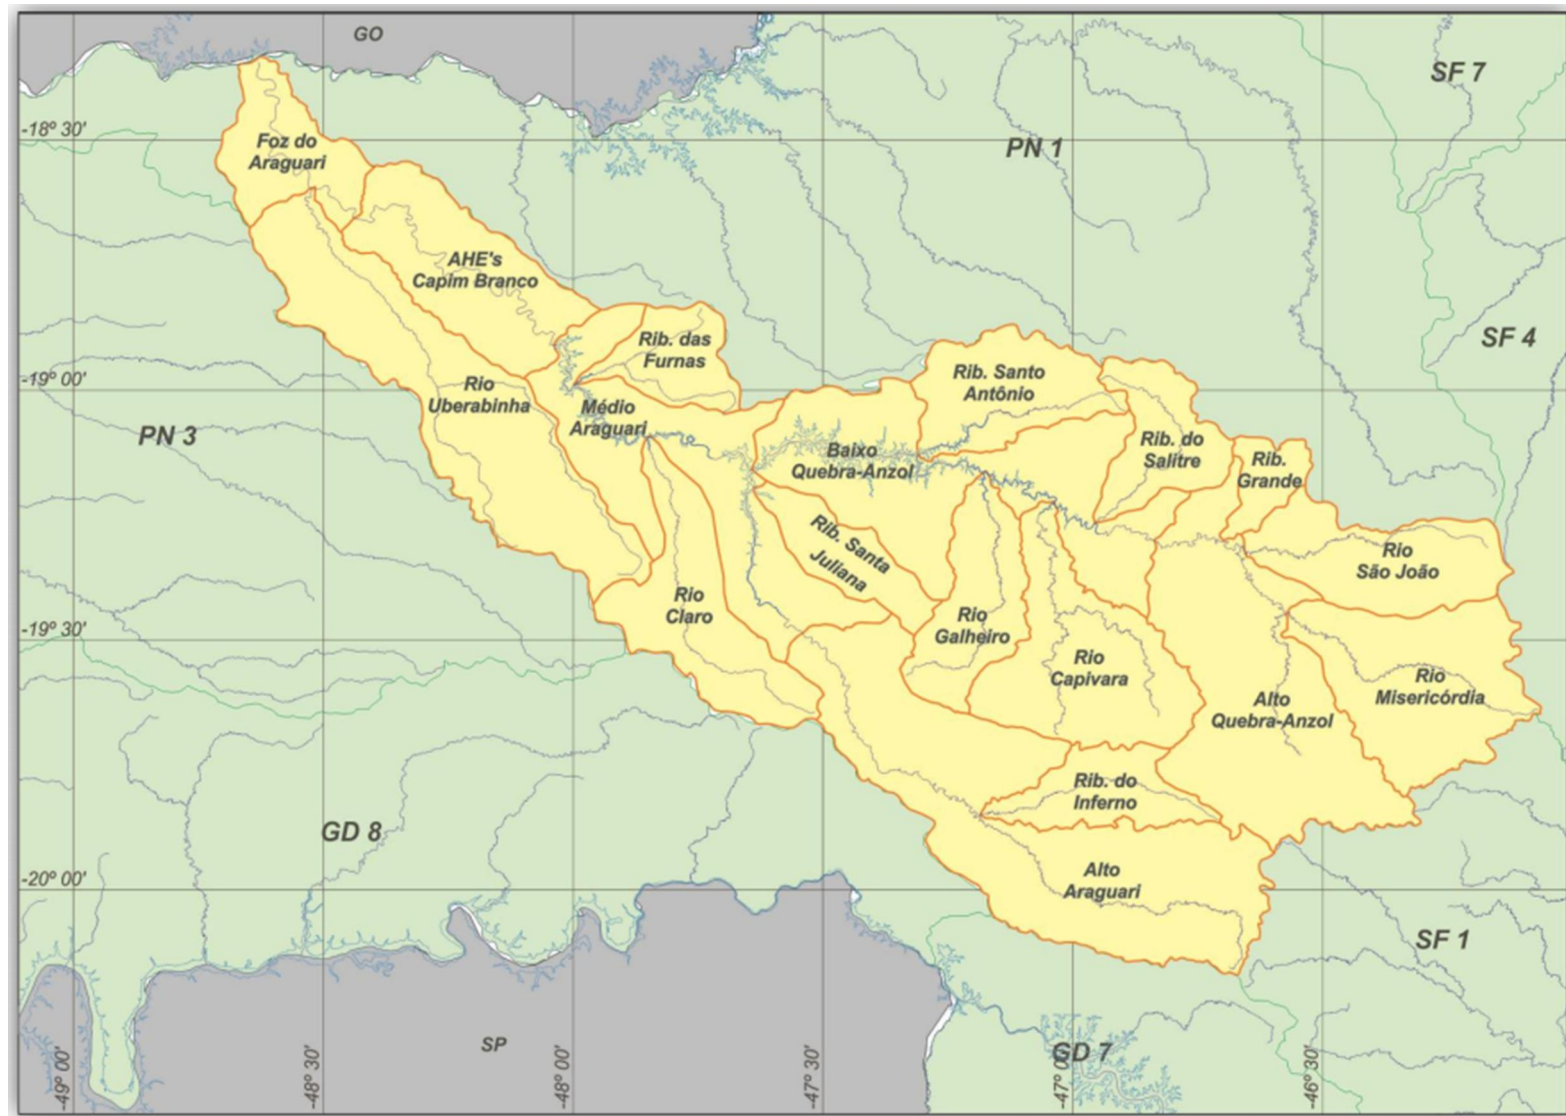 GO
SF 7
-18º 30'
Foz do
Araguari
PN 1
AHE's
Capim Branco
SF 4
Rib. das
Furnas
-19º 00'
Rib. Santo
Antônio
Rio
Uberabinha
Médio
Araguari
PN 3
Baixo
Quebra-Anzol
Rib. do
Salitre
Rib.
Grande
Rib. Santa
Juliana
Rio
São João
Rio
Claro
-19º 30'
Rio
Galheiro
Rio
Capivara
Rio
Misericórdia
Alto
Quebra-Anzol
Rib. do
Inferno
GD 8
Alto
Araguari
-20º 00'
SF 1
SP
GD 7
-49º 00'
-48º 30'
-48º 00'
-47º 30'
-47º 00'
-46º 30'